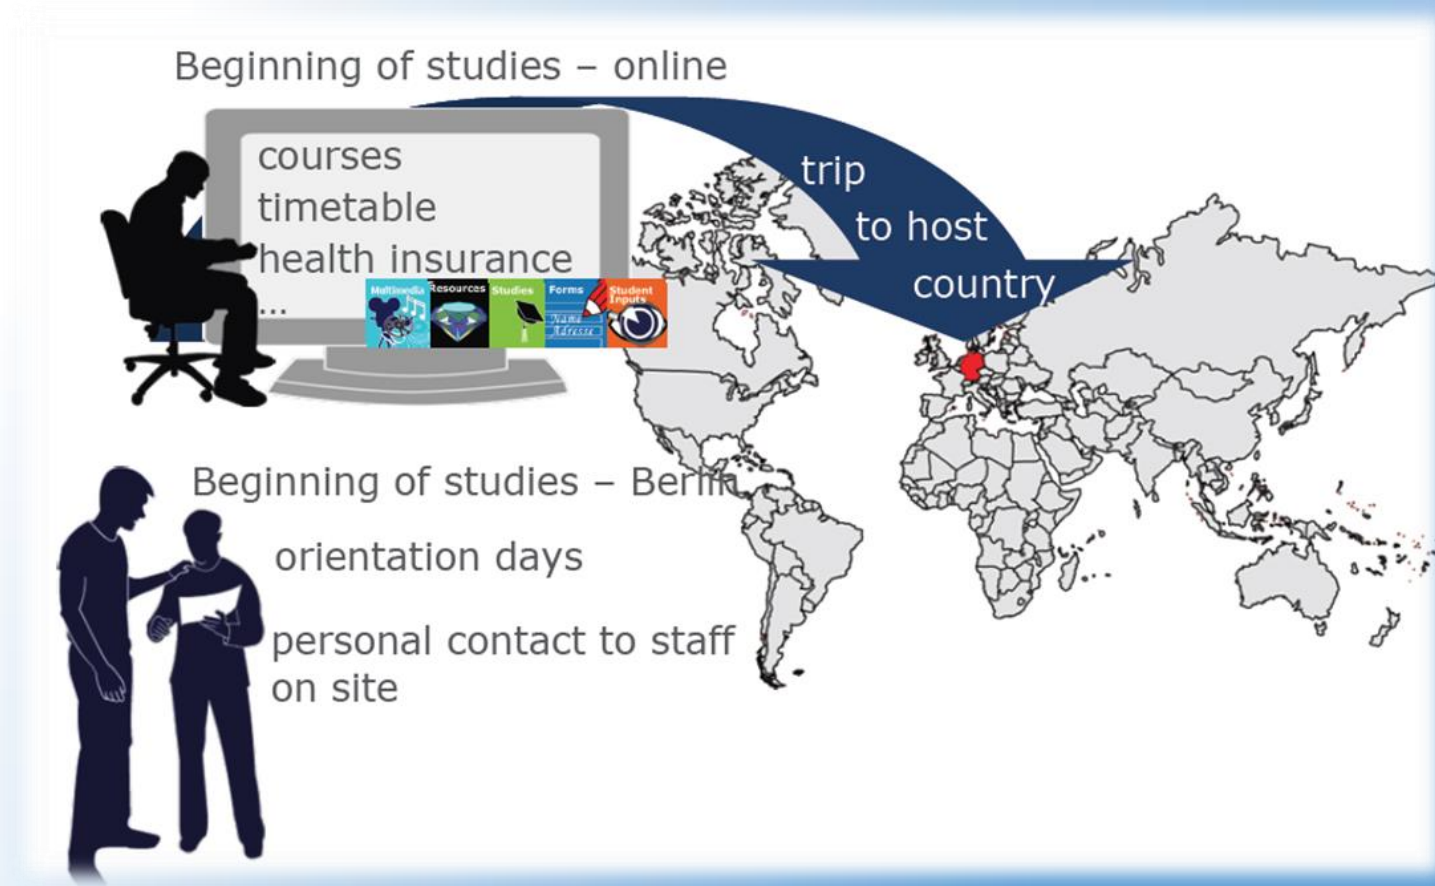 Beginning of studies – online
courses
timetable
health insurance
...
Multimedia
Resources
Studies
Forms
Student
Inputs
Name
Adresse
trip
to host
country
Beginning of studies – Berlin
orientation days
personal contact to staff
on site